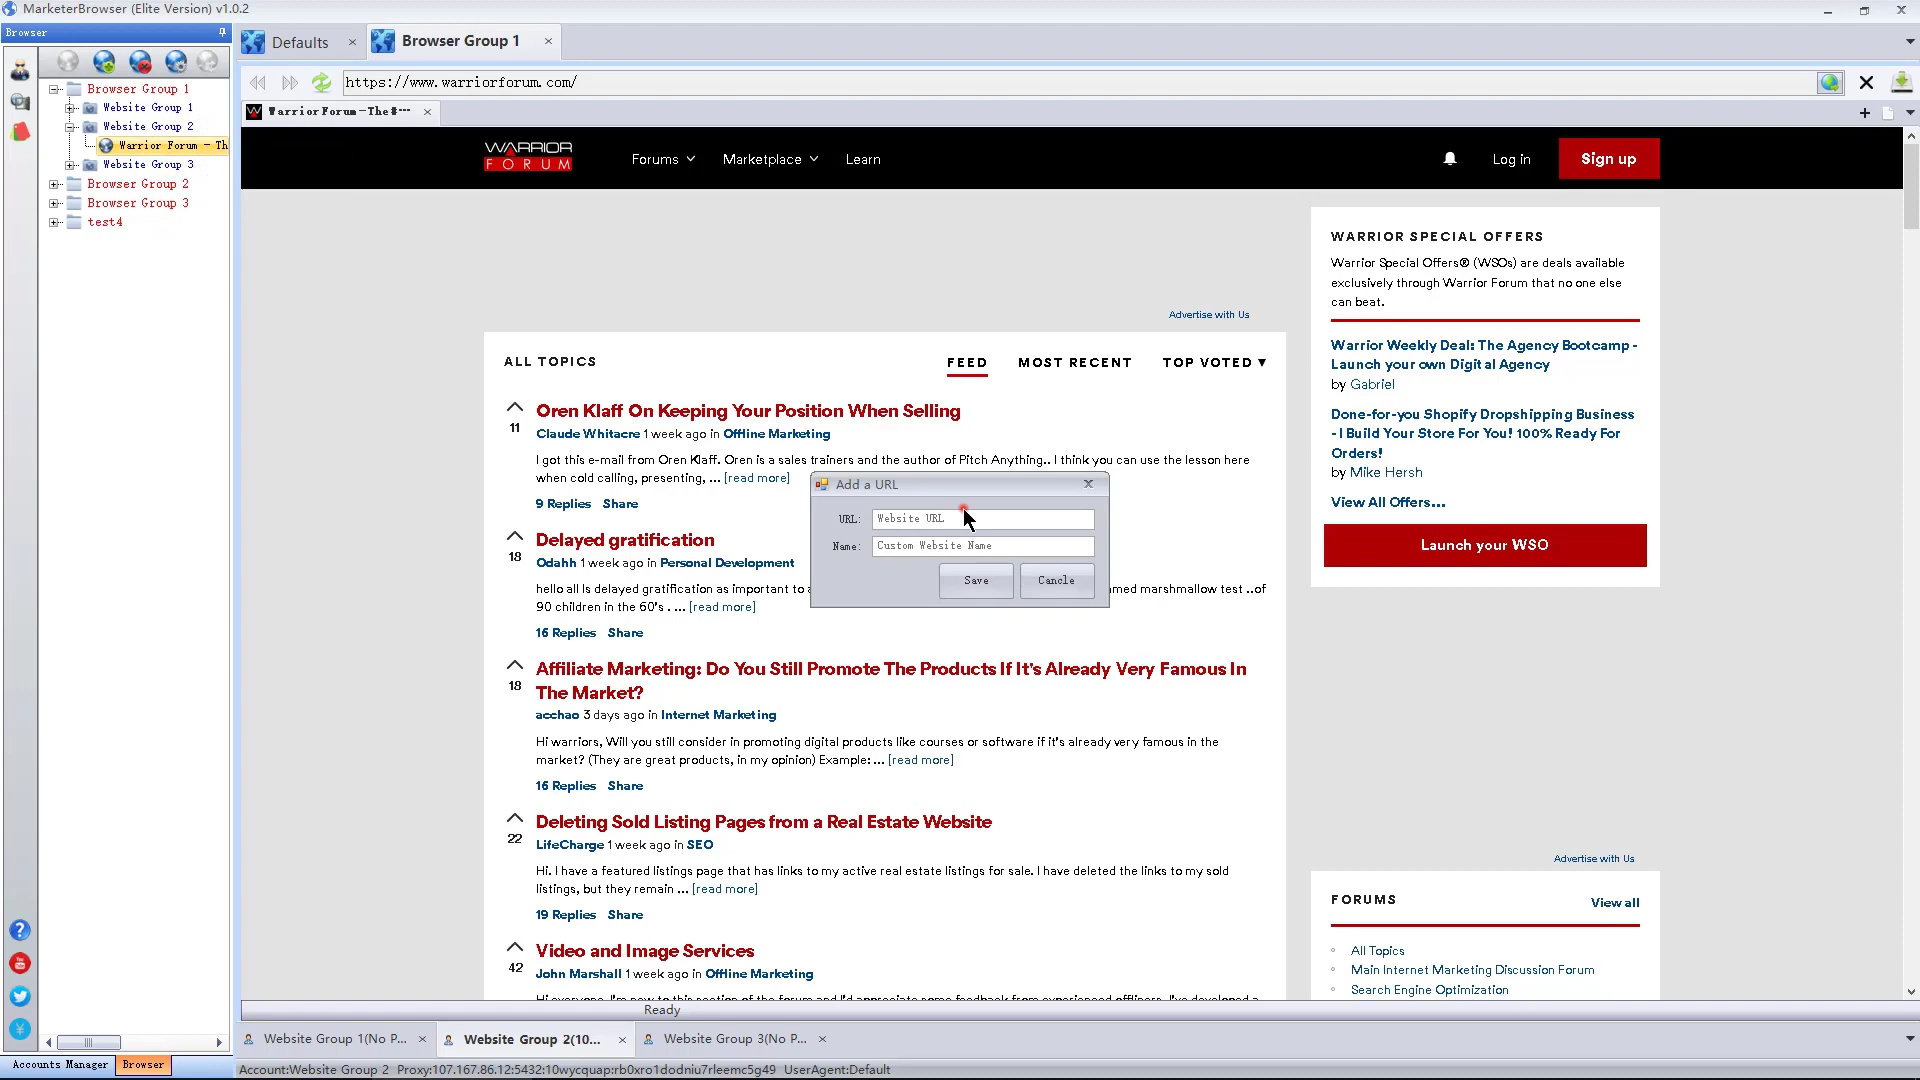 MarketerBrowser (Elite Version) v1.0.2
Browser
Browser Group 1
Website Group 1
Website Group 2
Warrior Forum - Th
Website Group 3
Browser Group 2
Browser Group 3
test4
Accounts Manager
Browser
Defaults
Browser Group 1
https://www.warriorforum.com/
Warrior Forum-The #···
WARRIOR
FORUM
Forums
Marketplace
Learn
Log in
Sign up
Advertise with Us
ALL TOPICS
FEED
MOST RECENT
TOP VOTED ▼
Oren Klaff On Keeping Your Position When Selling
11
Claude Whitacre 1 week ago in Offline Marketing
I got this e-mail from Oren Klaff. Oren is a sales trainers and the author of Pitch Anything.. I think you can use the lesson here
when cold calling, presenting, ... [read more]
9 Replies Share
Delayed gratification
18
Odahh 1 week ago in Personal Development
hello all Is delayed gratification as important to a
med marshmallow test ..of
90 children in the 60's . ... [read more]
16 Replies Share
Add a URL
URL:
Website URL
Name:
Custom Website Name
Save
Cancle
Affiliate Marketing: Do You Still Promote The Products If It's Already Very Famous In
The Market?
18
acchao 3 days ago in Internet Marketing
Hi warriors, Will you still consider in promoting digital products like courses or software if it's already very famous in the
market? (They are great products, in my opinion) Example: ... [read more]
16 Replies Share
Deleting Sold Listing Pages from a Real Estate Website
22
LifeCharge 1 week ago in SEO
Hi. I have a featured listings page that has links to my active real estate listings for sale. I have deleted the links to my sold
listings, but they remain ... [read more]
19 Replies Share
Video and Image Services
42
John Marshall 1 week ago in Offline Marketing
Hi everyone, I'm new to this section of the forum and I'd appreciate some feedback from experienced offliners. I've developed a
WARRIOR SPECIAL OFFERS
Warrior Special Offers® (WSOs) are deals available
exclusively through Warrior Forum that no one else
can beat.
Warrior Weekly Deal: The Agency Bootcamp -
Launch your own Digital Agency
by Gabriel
Done-for-you Shopify Dropshipping Business
- I Build Your Store For You! 100% Ready For
Orders!
by Mike Hersh
View All Offers...
Launch your WSO
Advertise with Us
FORUMS
View all
All Topics
Main Internet Marketing Discussion Forum
Search Engine Optimization
Ready
Website Group 1(No P...
Website Group 2(10...
Website Group 3(No P...
Account:Website Group 2 Proxy:107.167.86.12:5432:10wycquap:rb0xro1dodniu7rleemc5g49 UserAgent:Default